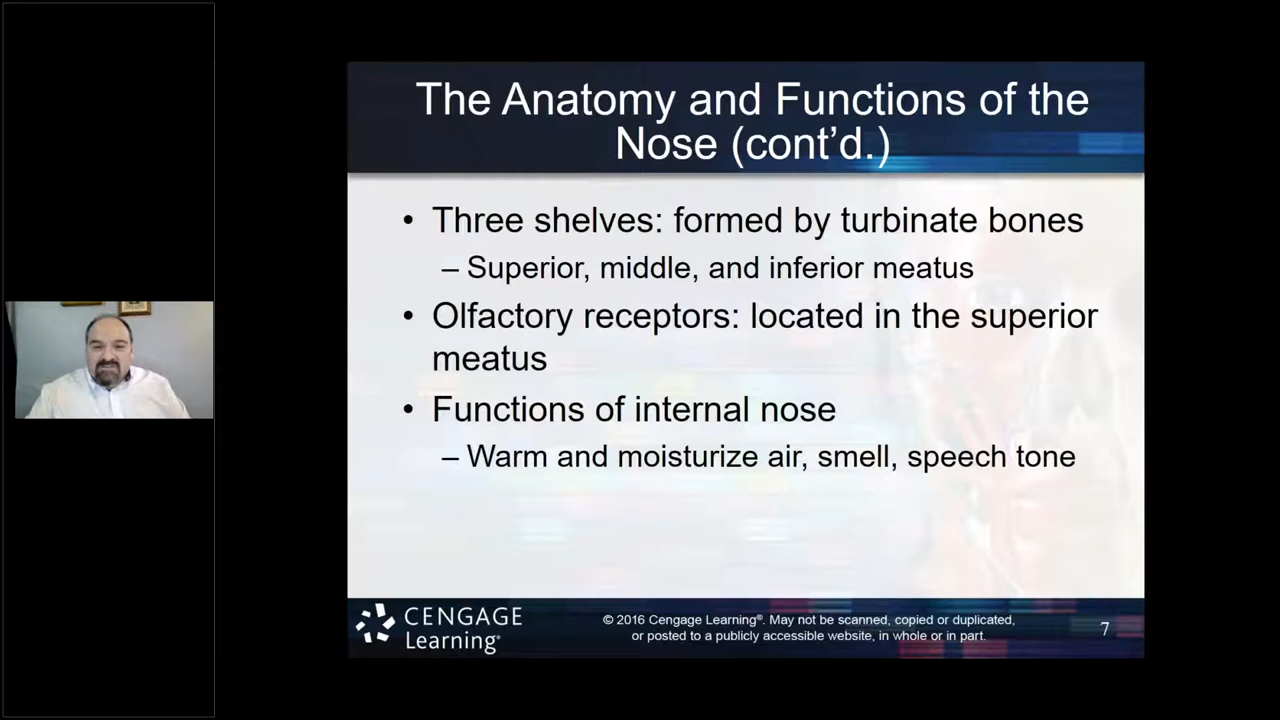 The Anatomy and Functions of the
Nose (cont’d.)
• Three shelves: formed by turbinate bones
– Superior, middle, and inferior meatus
• Olfactory receptors: located in the superior
meatus
• Functions of internal nose
– Warm and moisturize air, smell, speech tone
CENGAGE
Learning®
© 2016 Cengage Learning®. May not be scanned, copied or duplicated,
or posted to a publicly accessible website, in whole or in part.
7